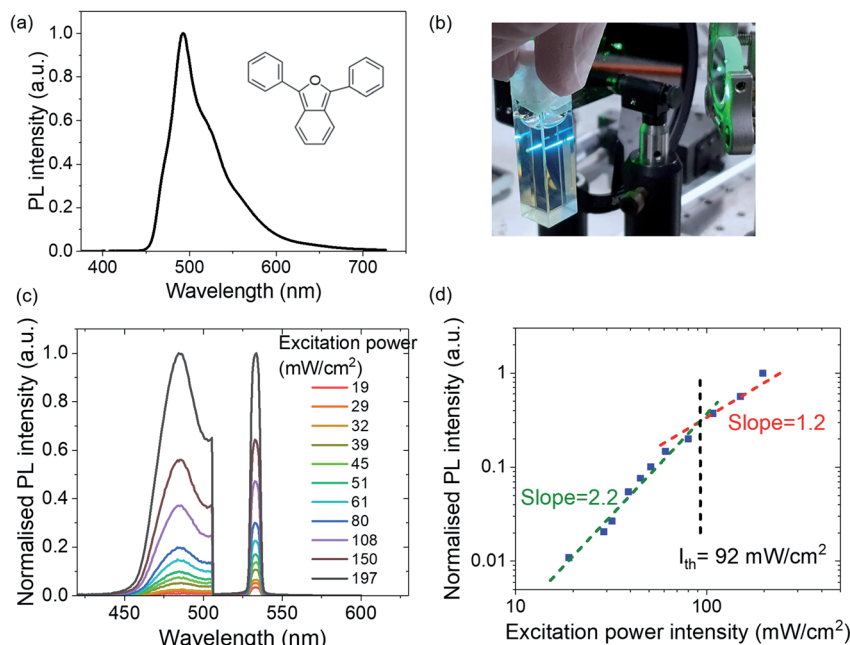 (a)
PL intensity (a.u.)
1.0
0.8
0.6
0.4
0.2
0.0
O
400
500
600
700
Wavelength (nm)
(b)
(c)
Normalised PL intensity (a.u.)
1.0
0.8
0.6
0.4
0.2
0.0
Excitation power
(mW/cm²)
19
29
32
39
45
51
61
80
108
150
197
450
500
550
600
Wavelength (nm)
(d)
Normalised PL intensity (a.u.)
1
0.1
0.01
Slope=1.2
Slope=2.2
I_th= 92 mW/cm²
10
100
Excitation power intensity (mW/cm²)